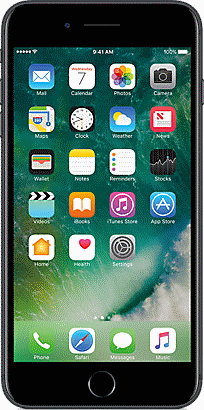 9:41 AM 100%
Wednesday
7
Mail Calendar Photos Camera
Maps Clock Weather News
Wallet Notes Reminders Stocks
Videos iBooks iTunes Store App Store
Home Health Settings
Phone Safari Messages Music